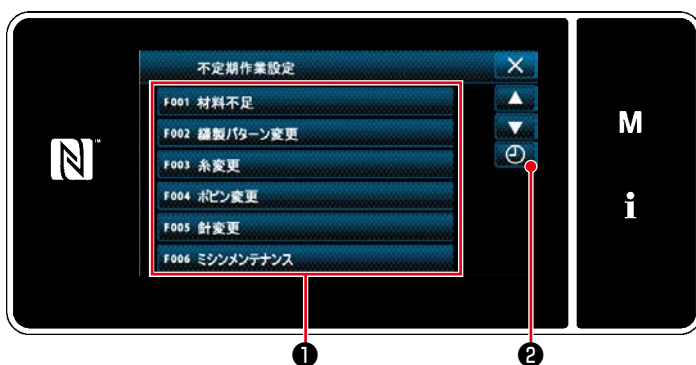 不定期作業設定
F001 材料不足
F002 縫製パターン変更
F003 糸変更
F004 ボビン変更
F005 針変更
F006 ミシンメンテナンス
M
i
❶
❷